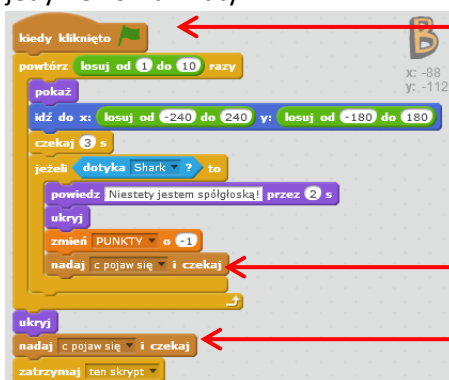 kiedy kliknięto
powtórz losuj od 1 do 10 razy
pokaż
idź do x: losuj od -240 do 240 y: losuj od -180 do 180
czekaj 3 s
jeżeli dotyka Shark ? to
powiedz Niestety jestem spółgłoską! przez 2 s
ukryj
zmień PUNKTY o -1
nadaj c pojaw się i czekaj
ukryj
nadaj c pojaw się i czekaj
zatrzymaj ten skrypt
B
x: -88
y: -112